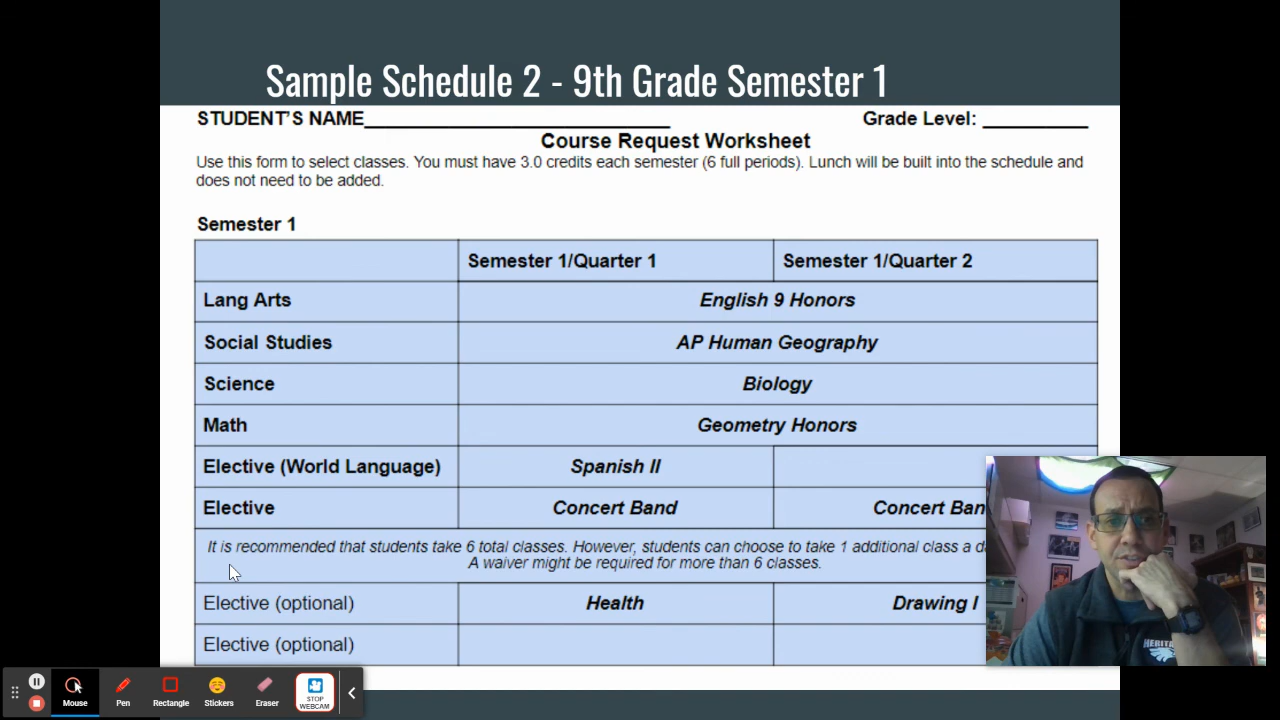 Sample Schedule 2 - 9th Grade Semester 1
STUDENT'S NAME____________________________ Grade Level: __________
Course Request Worksheet
Use this form to select classes. You must have 3.0 credits each semester (6 full periods). Lunch will be built into the schedule and
does not need to be added.
Semester 1
Semester 1/Quarter 1 Semester 1/Quarter 2
Lang Arts English 9 Honors
Social Studies AP Human Geography
Science Biology
Math Geometry Honors
Elective (World Language) Spanish II
Elective Concert Band Concert Ban
It is recommended that students take 6 total classes. However, students can choose to take 1 additional class a
A waiver might be required for more than 6 classes.
Elective (optional) Health Drawing I
Elective (optional)
HERITA
Mouse Pen Rectangle Stickers Eraser STOP
WEBCAM